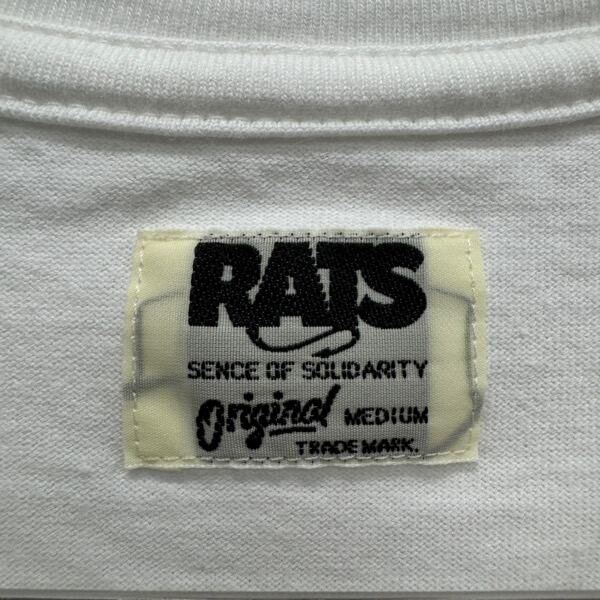 RATS
SENCE OF SOLIDARITY
Original MEDIUM
TRADE MARK.